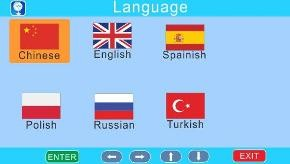 Language
Chinese English Spainish
Polish Russian Turkish
ENTER EXIT